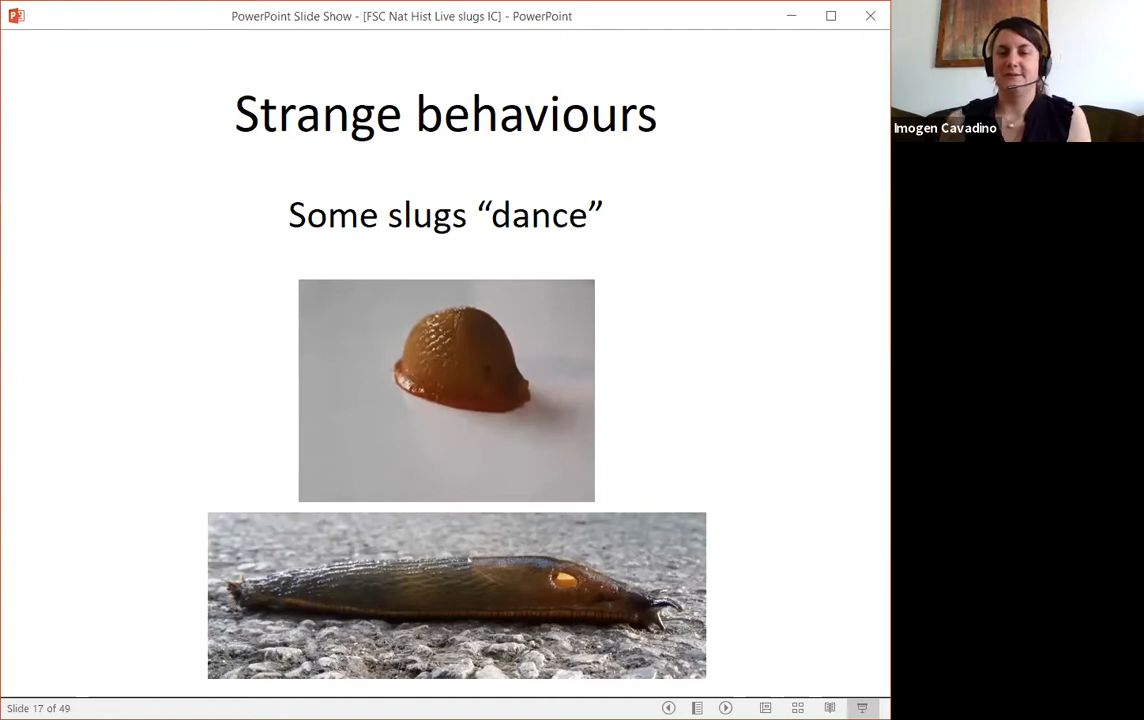 PowerPoint Slide Show - [FSC Nat Hist Live slugs IC] - PowerPoint
Strange behaviours
Some slugs “dance”
Imogen Cavadino
Slide 17 of 49